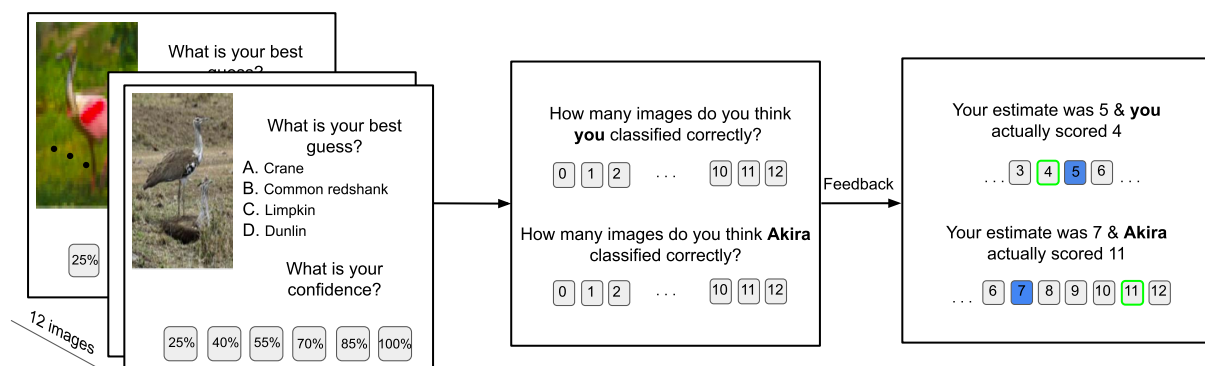 What is your best
guess?
25%
12 images
What is your best
guess?
A. Crane
B. Common redshank
C. Limpkin
D. Dunlin
What is your
confidence?
25% 40% 55% 70% 85% 100%
How many images do you think
you classified correctly?
0 1 2 ... 10 11 12
How many images do you think Akira
classified correctly?
0 1 2 ... 10 11 12
Feedback
Your estimate was 5 & you
actually scored 4
... 3 4 5 6 ...
Your estimate was 7 & Akira
actually scored 11
... 6 7 8 9 10 11 12